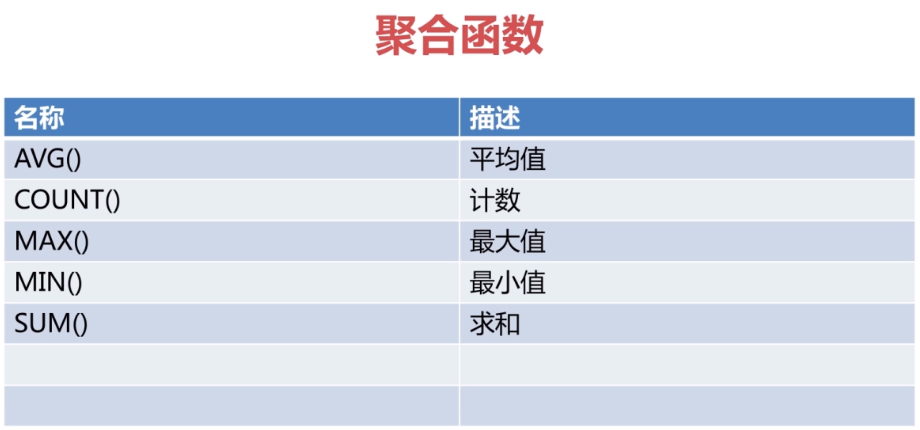 聚合函数
名称 描述
AVG() 平均值
COUNT() 计数
MAX() 最大值
MIN() 最小值
SUM() 求和